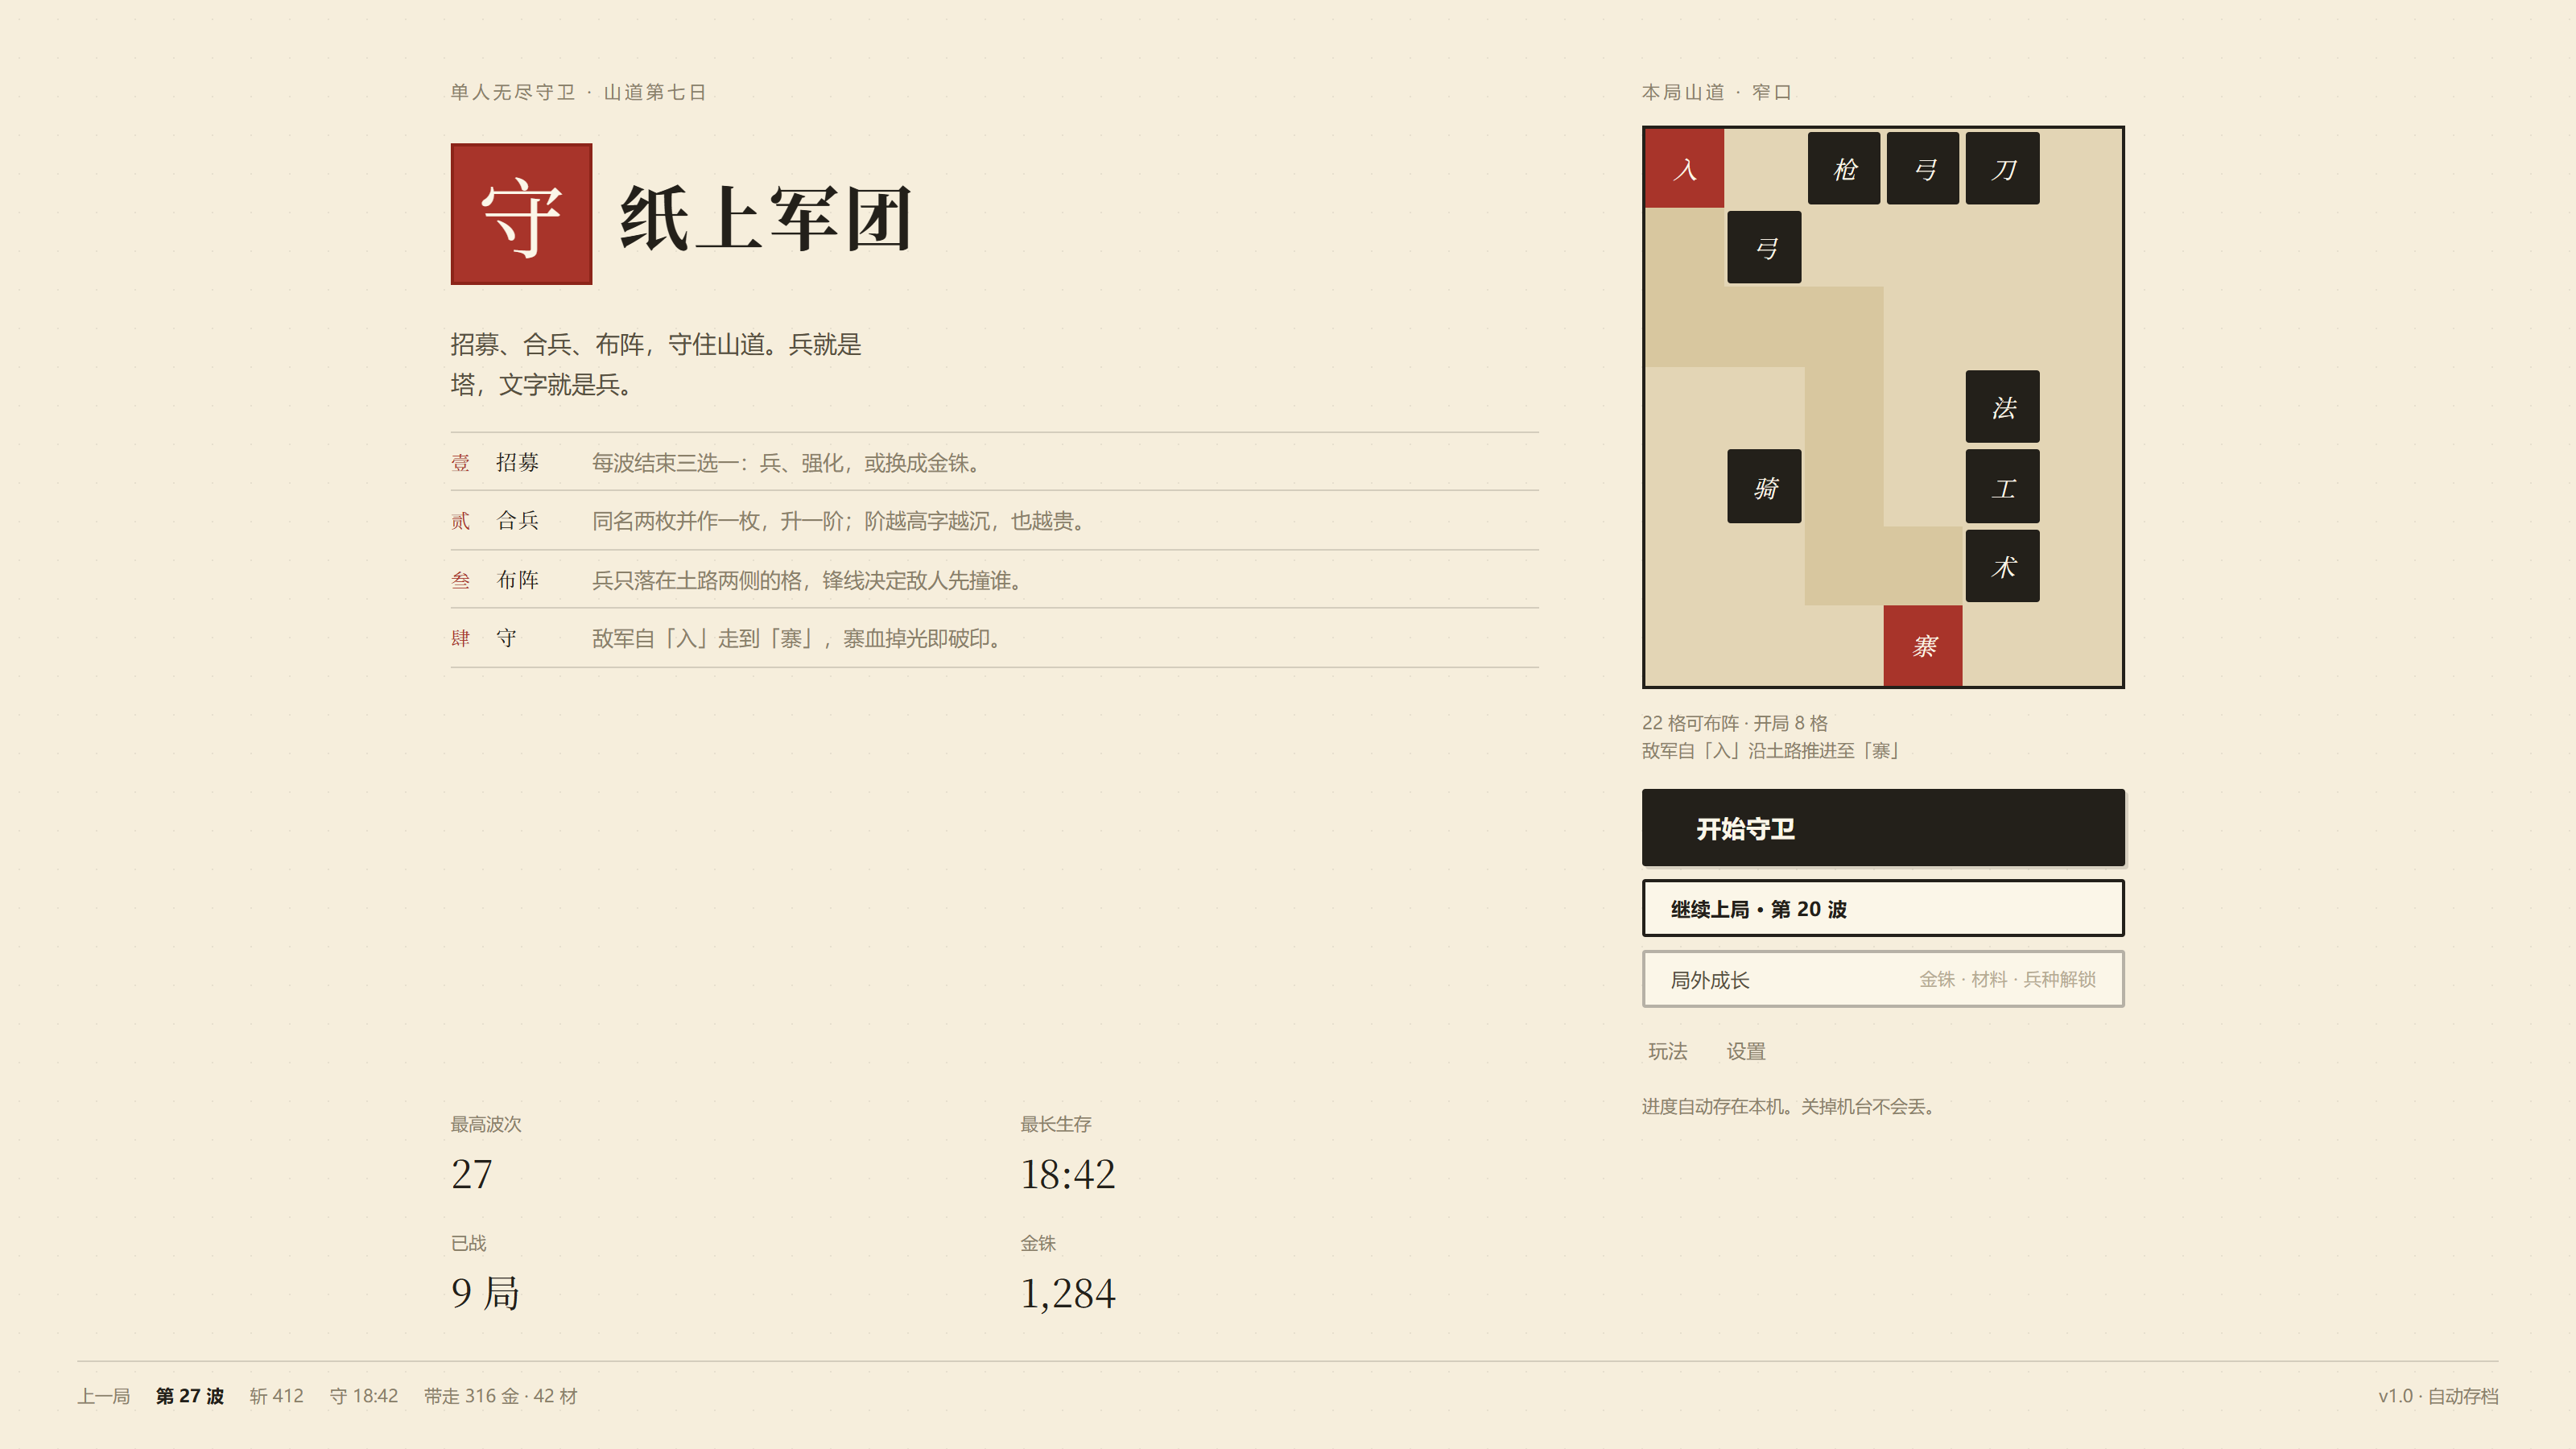 单人无尽守卫 · 山道第七日
守 纸上军团
招募、合兵、布阵，守住山道。兵就是
塔，文字就是兵。
壹 招募 每波结束三选一：兵、强化，或换成金铢。
贰 合兵 同名两枚并作一枚，升一阶；阶越高字越沉，也越贵。
叁 布阵 兵只落在土路两侧的格，锋线决定敌人先撞谁。
肆 守 敌军自「入」走到「寨」，寨血掉光即破印。
最高波次
27
最长生存
18:42
已战
9 局
金铢
1,284
本局山道 · 窄口
入 枪 弓 刀
弓
法
骑 工
术
寨
22 格可布阵 · 开局 8 格
敌军自「入」沿土路推进至「寨」
开始守卫
继续上局 · 第 20 波
局外成长 金铢 · 材料 · 兵种解锁
玩法 设置
进度自动存在本机。关掉机台不会丢。
上一局 第 27 波 斩 412 守 18:42 带走 316 金 · 42 材
v1.0 · 自动存档